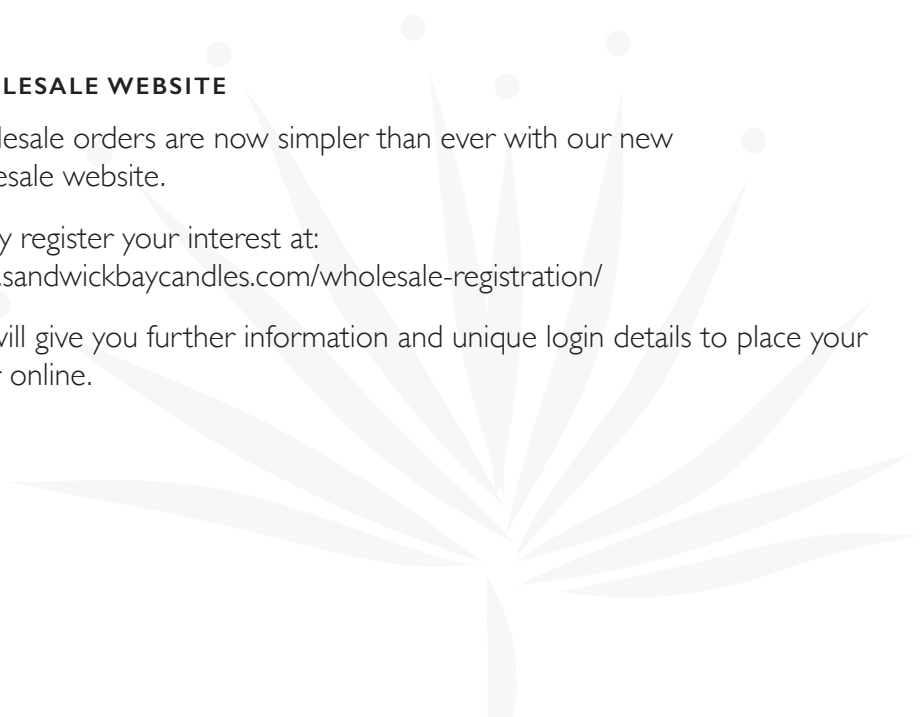 LESALE WEBSITE
lesale orders are now simpler than ever with our new
esale website.
y register your interest at:
.sandwickbaycandles.com/wholesale-registration/
will give you further information and unique login details to place your
r online.